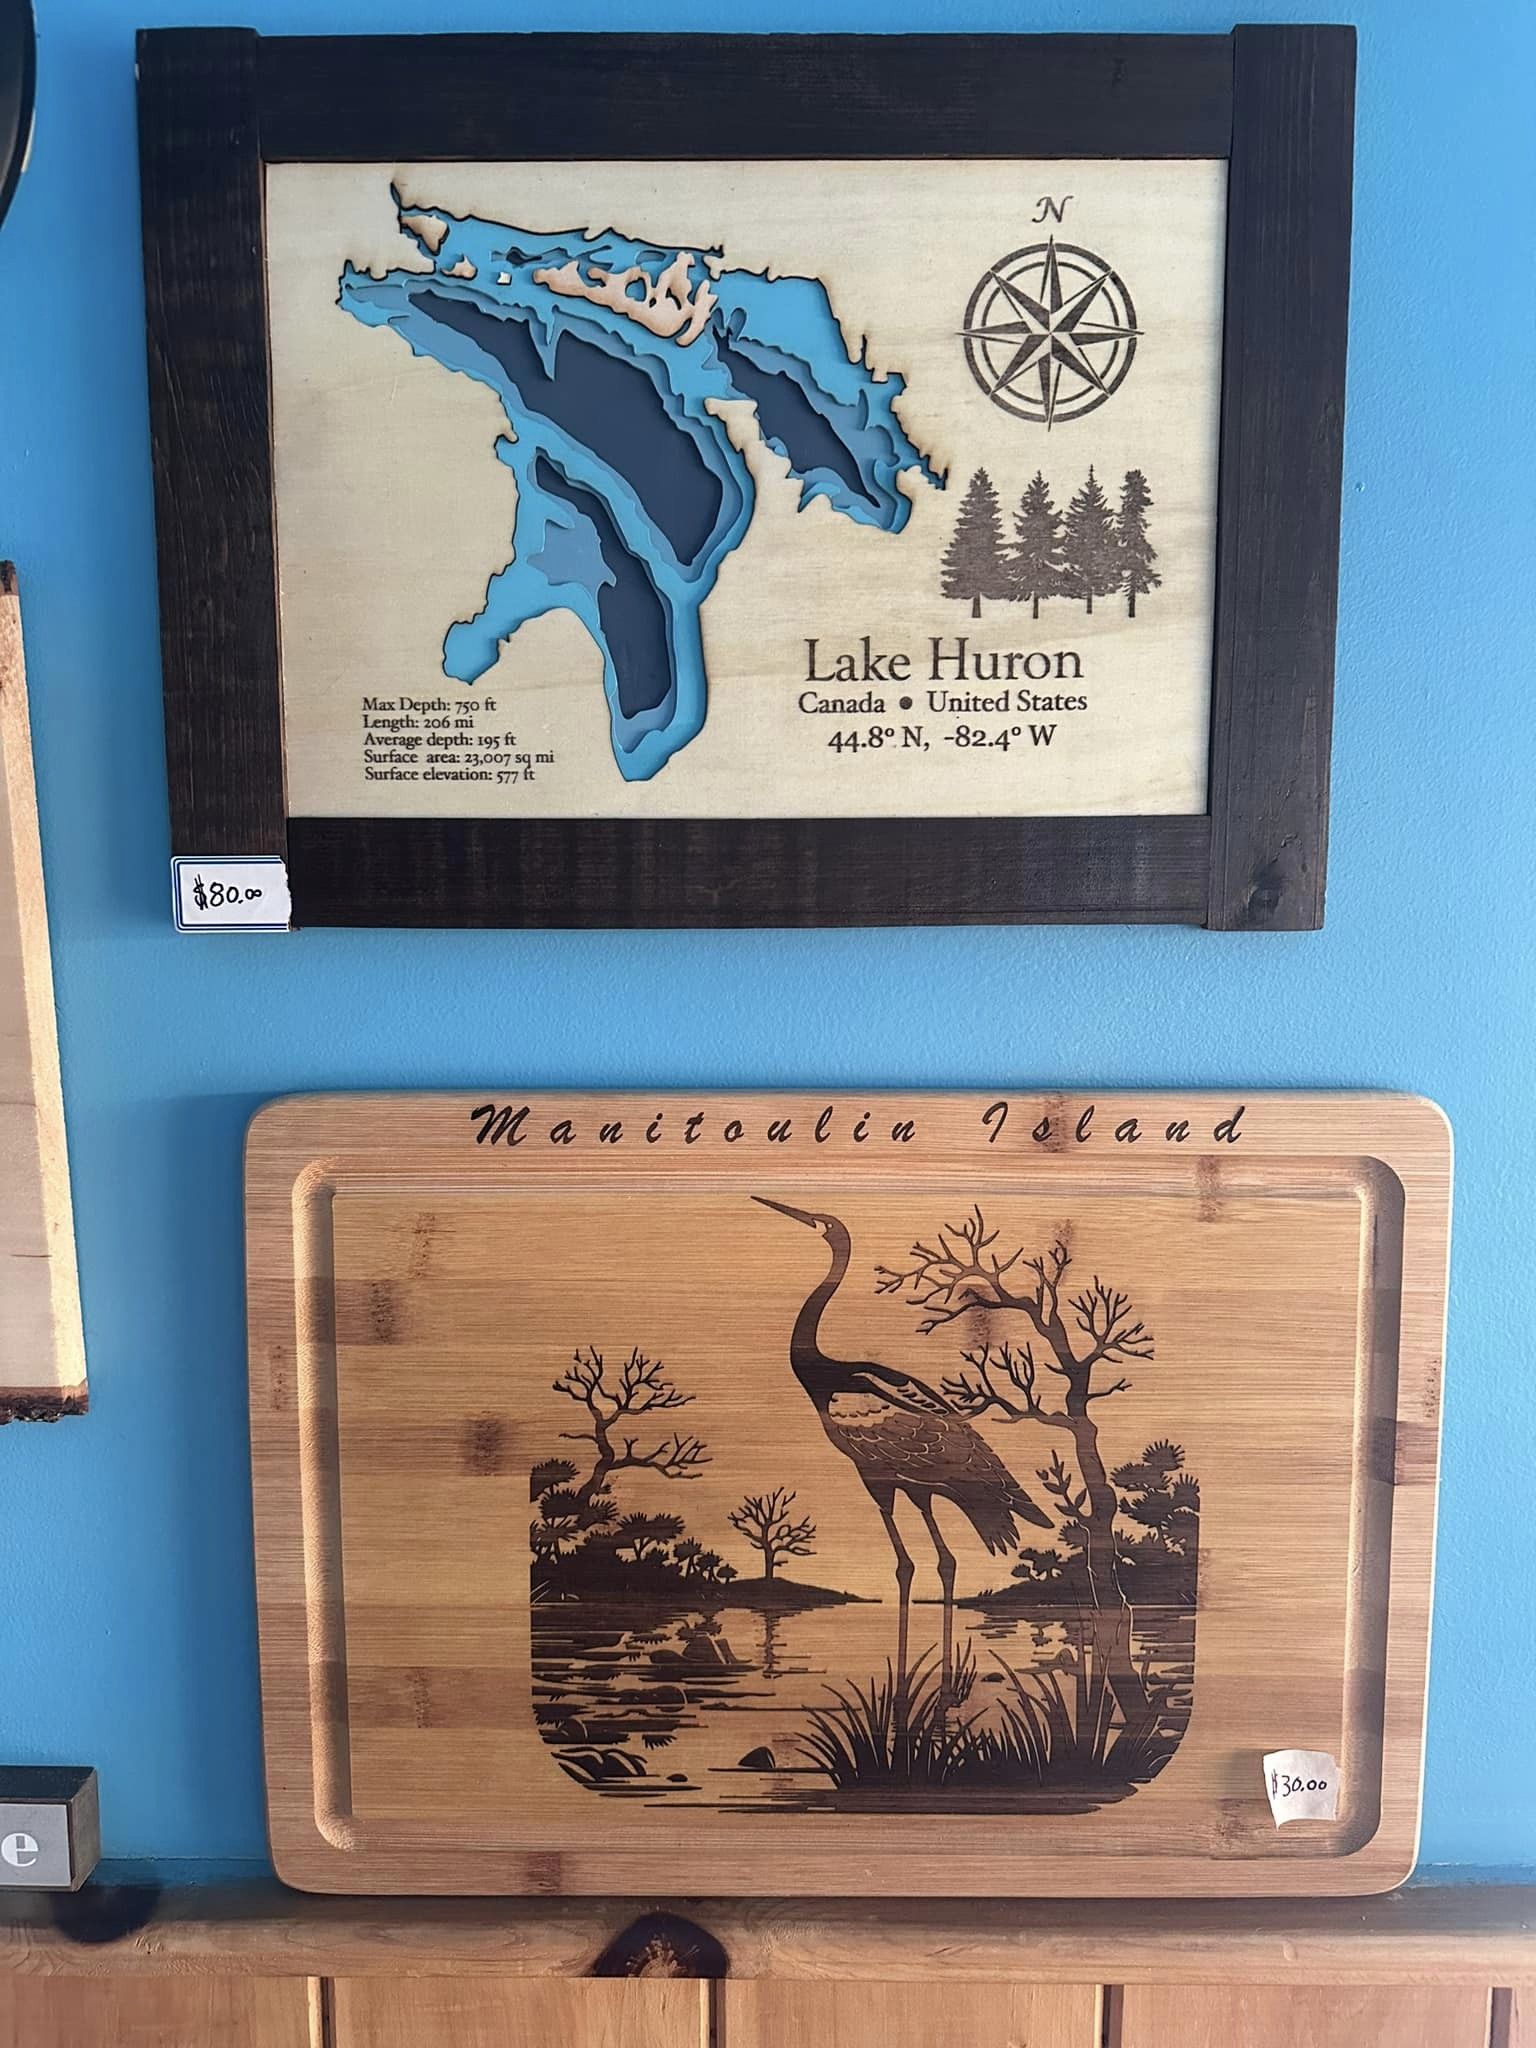 N
Lake Huron
Canada • United States
44.8° N, -82.4° W
Max Depth: 750 ft
Length: 206 mi
Average depth: 195 ft
Surface area: 23,007 sq mi
Surface elevation: 577 ft
$80.00
Manitoulin Island
$30.00
e